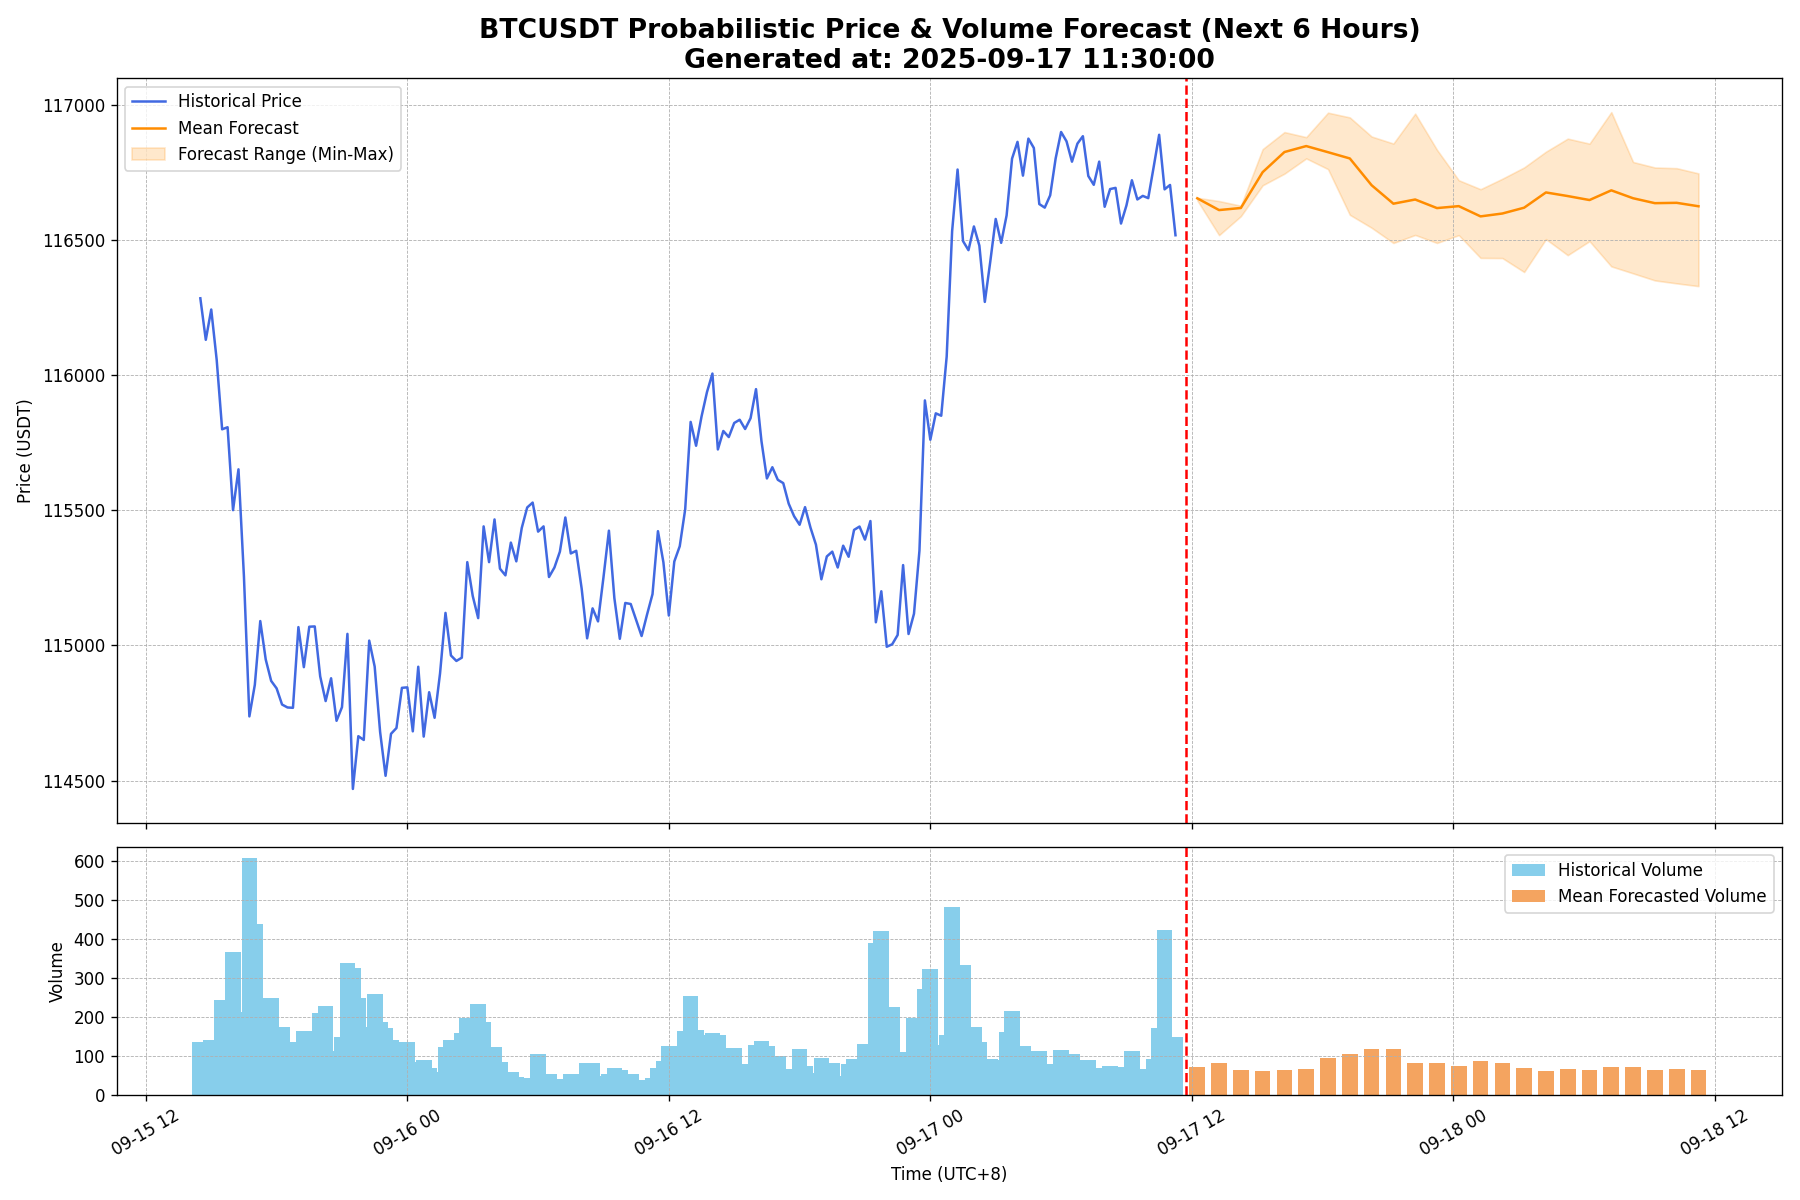 BTCUSDT Probabilistic Price & Volume Forecast (Next 6 Hours)
Generated at: 2025-09-17 11:30:00
Historical Price
Mean Forecast
Forecast Range (Min-Max)
117000
116500
116000
115500
115000
114500
Price (USDT)
Historical Volume
Mean Forecasted Volume
600
500
400
300
200
100
0
Volume
09-15 12
09-16 00
09-16 12
09-17 00
09-17 12
09-18 00
09-18 12
Time (UTC+8)